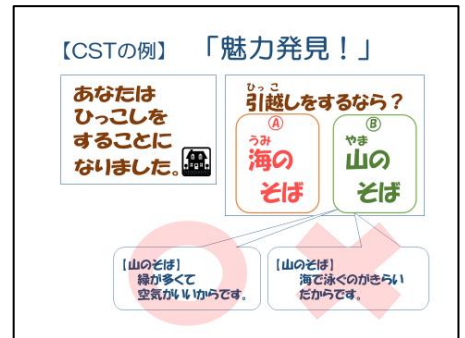 【CSTの例】 「魅力発見！」
あなたは
ひっこしを
することに
なりました。
ひっこ
引越しをするなら？
Ⓐ
うみ
海の
そば
Ⓑ
やま
山の
そば
【山のそば】
緑が多くて
空気がいいからです。
【山のそば】
海で泳ぐのがきらい
だからです。